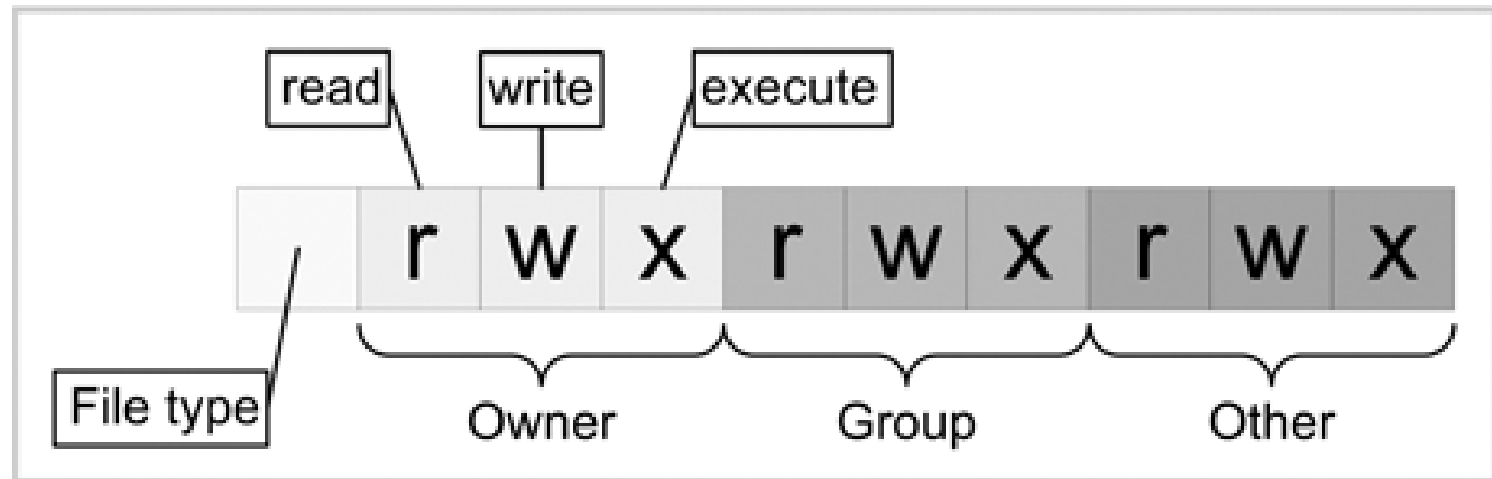 read write execute
r w x r w x r w x
File type
Owner Group Other